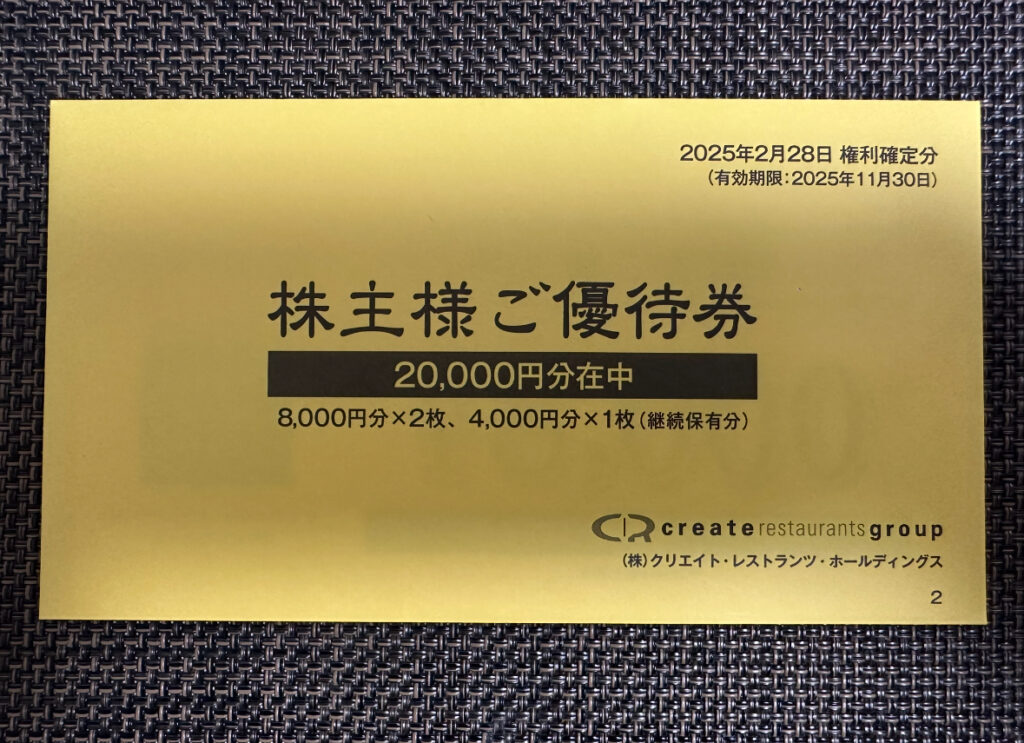 2025年2月28日 権利確定分
(有効期限:2025年11月30日)
株主様ご優待券
20,000円分在中
8,000円分×2枚、4,000円分×1枚(継続保有分)
create restaurants group
(株)クリエイト・レストランツ・ホールディングス
2